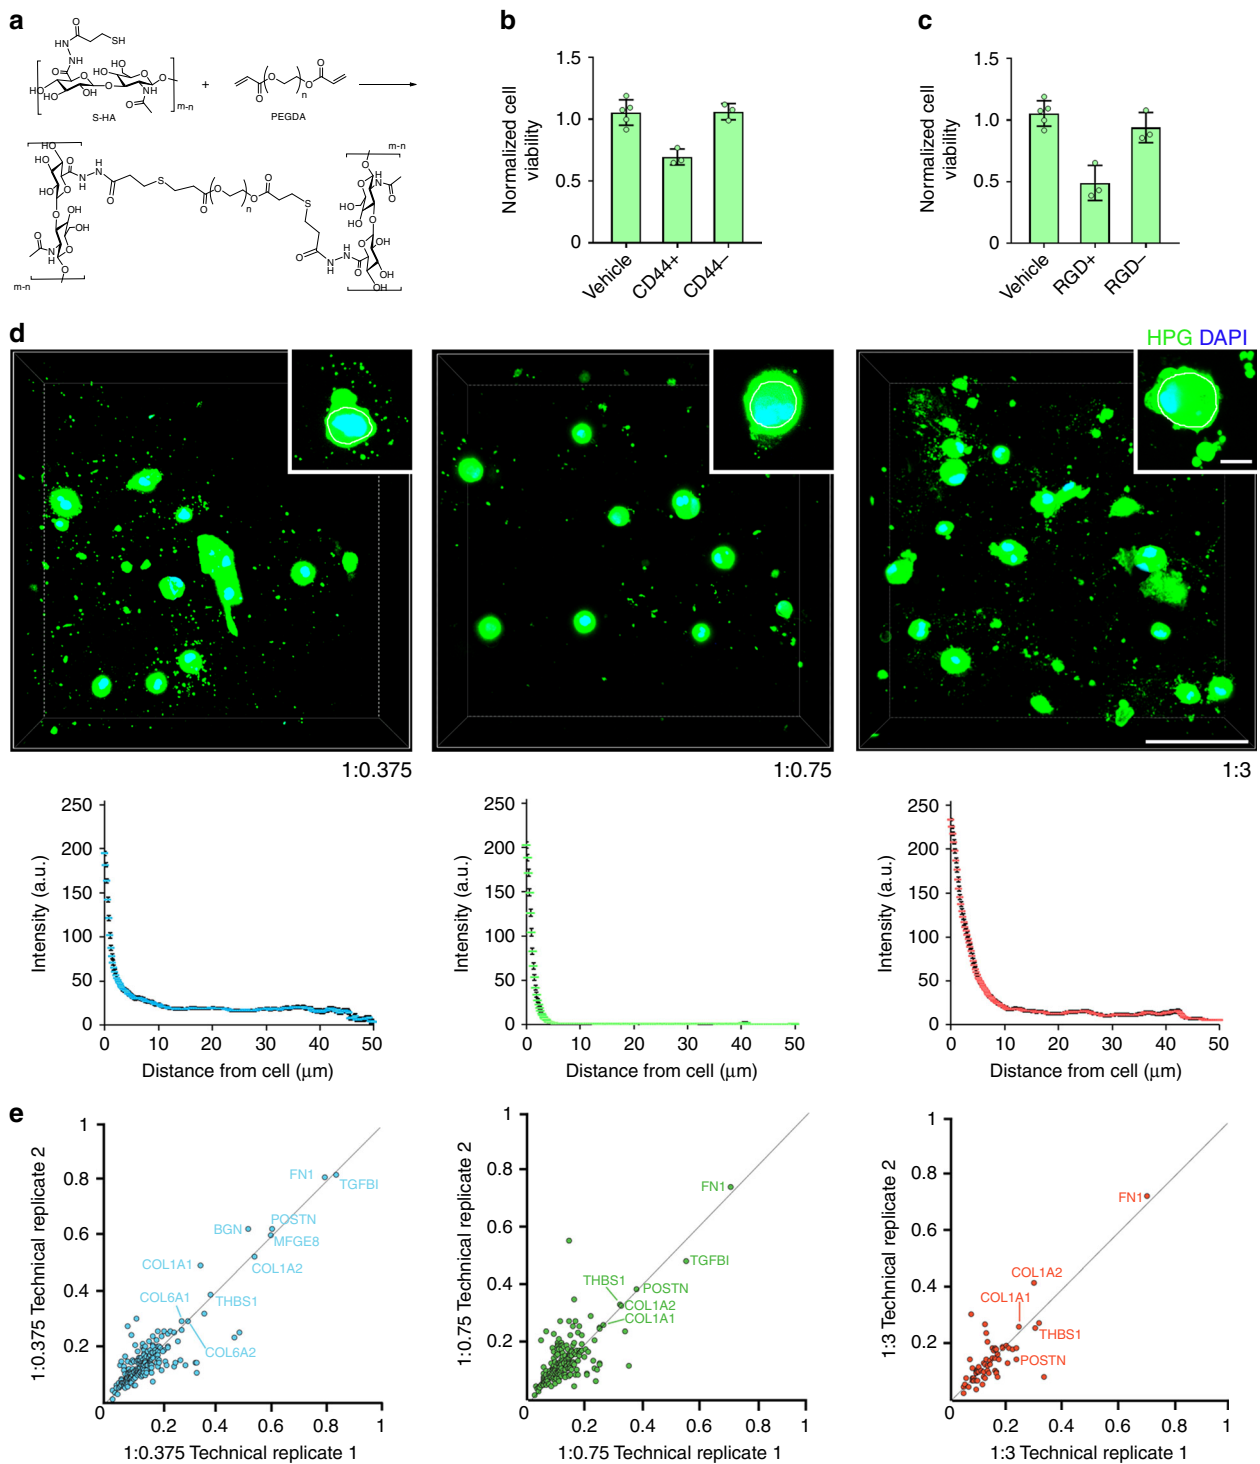 a
O
SH
NH
O
NH
S-HA
m-n
+
O
n
O
PEGDA
m-n
S
n
S
m-n
b
Normalized cell
viability
1.5
1.0
0.5
0
Vehicle
CD44+
CD44–
c
Normalized cell
viability
1.5
1.0
0.5
0
Vehicle
RGD+
RGD–
d
HPG DAPI
1:0.375
1:0.75
1:3
Intensity (a.u.)
250
200
150
100
50
0
0 10 20 30 40 50
Distance from cell (μm)
Intensity (a.u.)
250
200
150
100
50
0
0 10 20 30 40 50
Distance from cell (μm)
Intensity (a.u.)
250
200
150
100
50
0
0 10 20 30 40 50
Distance from cell (μm)
e
1:0.375 Technical replicate 2
1
0.8
0.6
0.4
0.2
FN1
TGFBI
BGN
POSTN
MFGE8
COL1A1
COL1A2
COL6A1
THBS1
COL6A2
0 0.2 0.4 0.6 0.8 1
1:0.375 Technical replicate 1
1:0.75 Technical replicate 2
1
0.8
0.6
0.4
0.2
FN1
TGFBI
THBS1
POSTN
COL1A2
COL1A1
0 0.2 0.4 0.6 0.8 1
1:0.75 Technical replicate 1
1:3 Technical replicate 2
1
0.8
0.6
0.4
0.2
FN1
COL1A2
COL1A1
THBS1
POSTN
0 0.2 0.4 0.6 0.8 1
1:3 Technical replicate 1